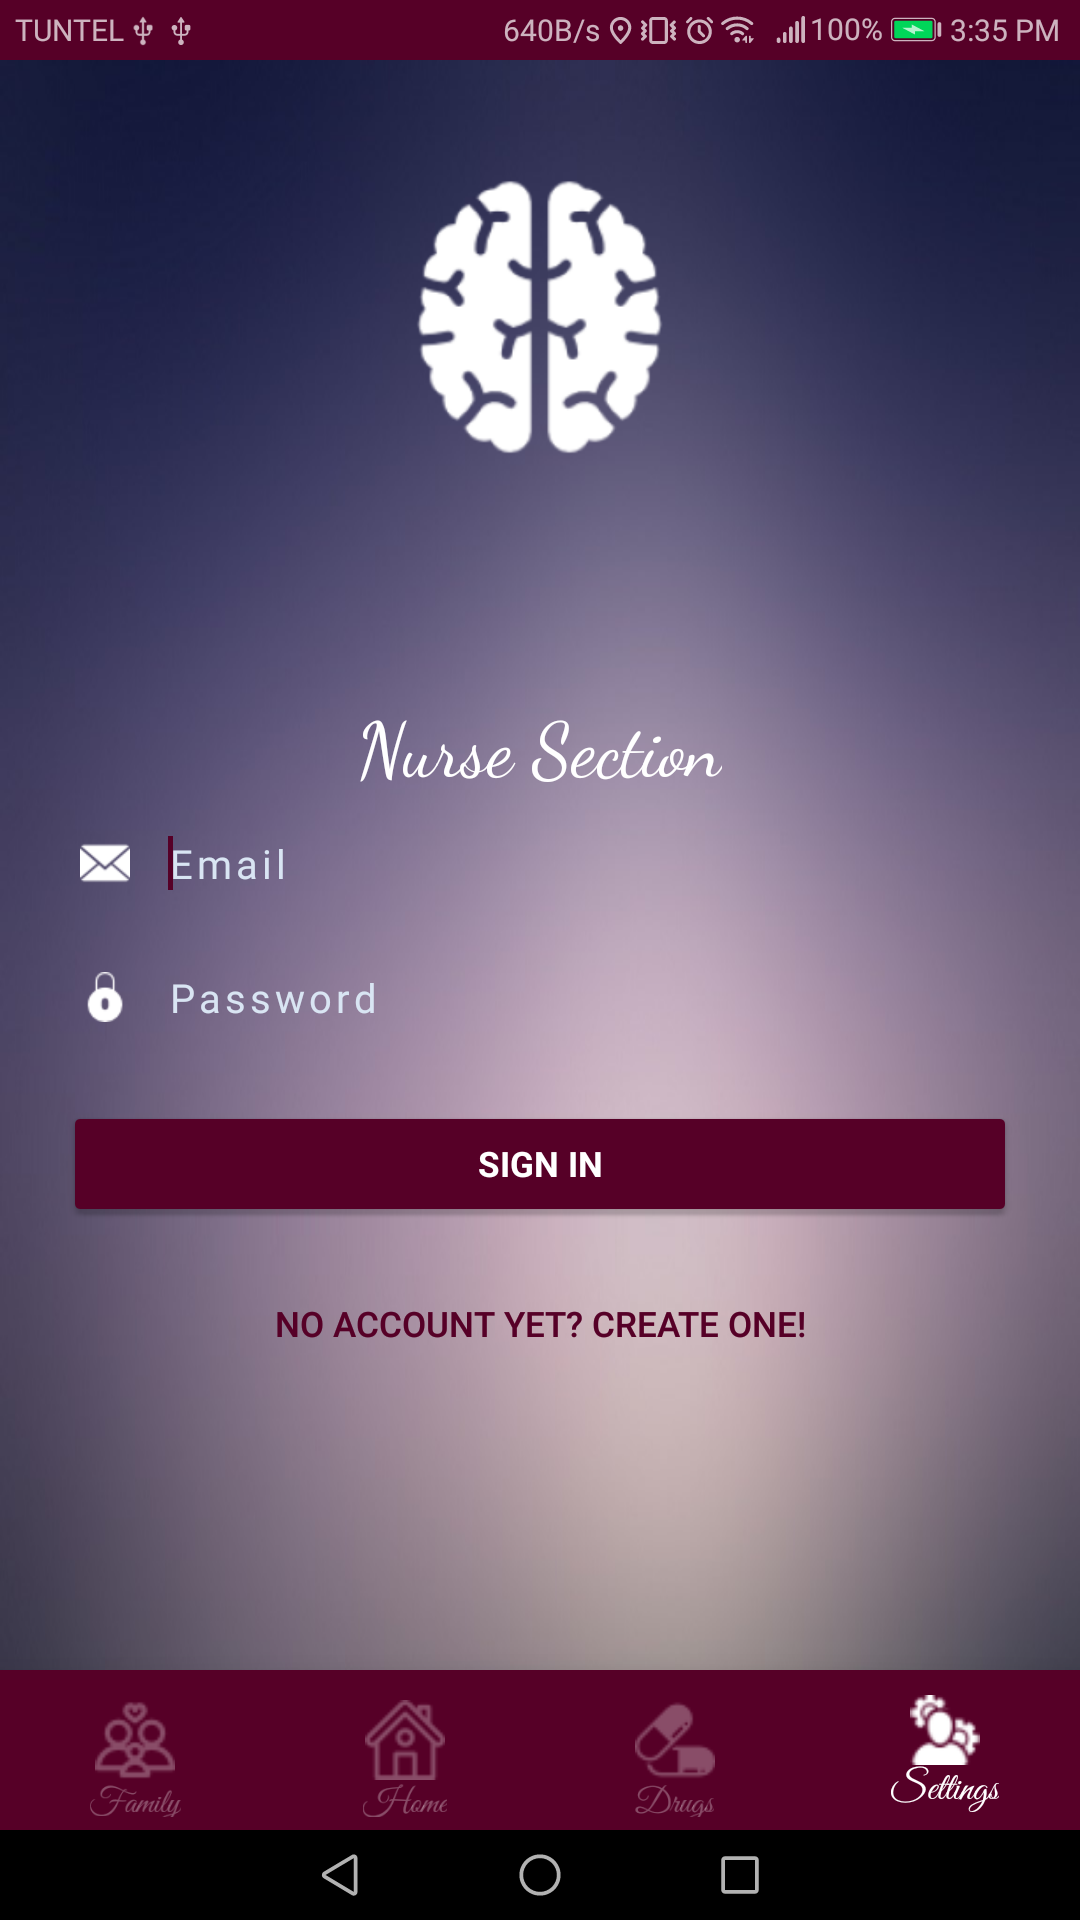 TUNTEL 640B/s 100% 3:35 PM
Nurse Section
Email
Password
SIGN IN
NO ACCOUNT YET? CREATE ONE!
Family Home Drugs Settings